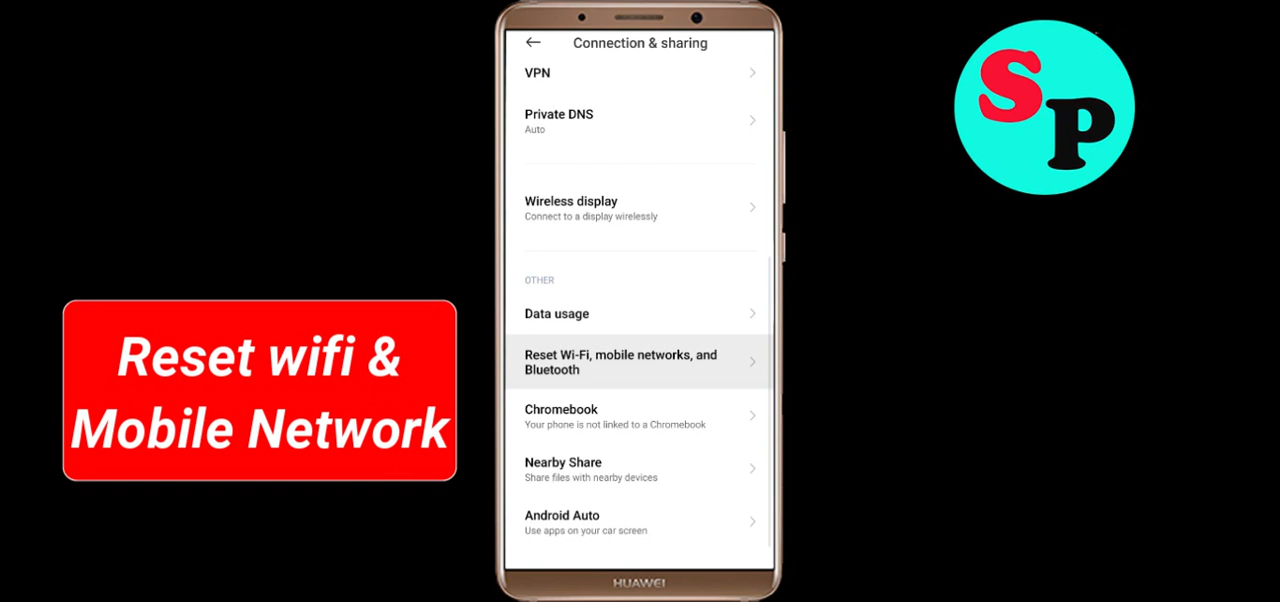 Connection & sharing
VPN
Private DNS
Auto
Wireless display
Connect to a display wirelessly
OTHER
Data usage
Reset Wi-Fi, mobile networks, and
Bluetooth
Chromebook
Your phone is not linked to a Chromebook
Nearby Share
Share files with nearby devices
Android Auto
Use apps on your car screen
HUAWEI
Reset wifi &
Mobile Network
SP